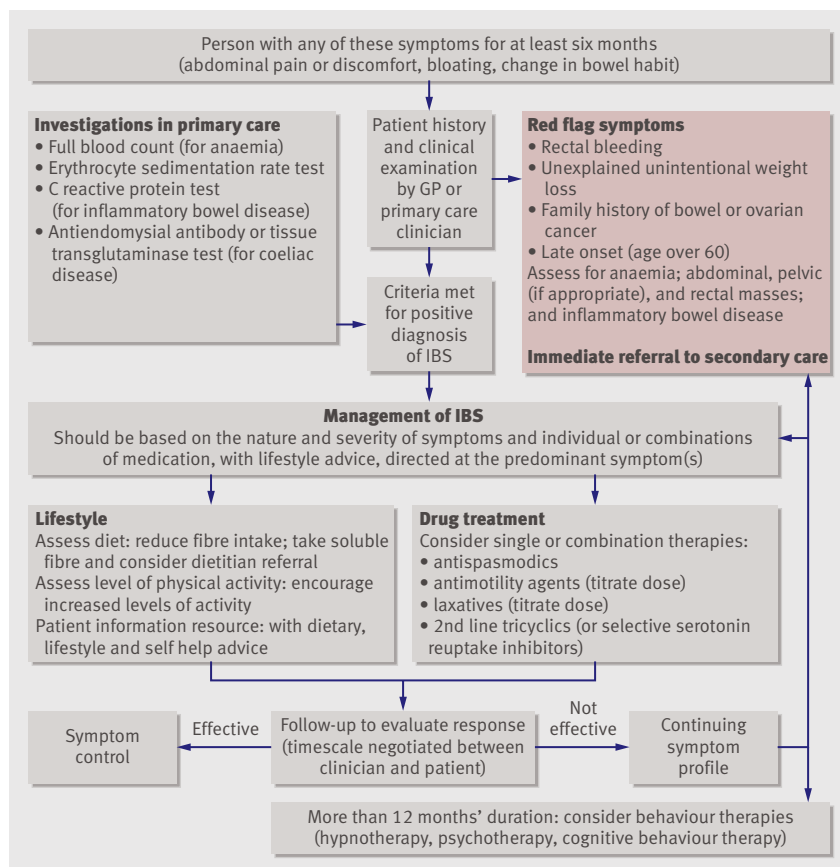 Person with any of these symptoms for at least six months
(abdominal pain or discomfort, bloating, change in bowel habit)
Investigations in primary care
• Full blood count (for anaemia)
• Erythrocyte sedimentation rate test
• C reactive protein test
(for inflammatory bowel disease)
• Antiendomysial antibody or tissue
transglutaminase test (for coeliac
disease)
Patient history
and clinical
examination
by GP or
primary care
clinician
Red flag symptoms
• Rectal bleeding
• Unexplained unintentional weight
loss
• Family history of bowel or ovarian
cancer
• Late onset (age over 60)
Assess for anaemia; abdominal, pelvic
(if appropriate), and rectal masses;
and inflammatory bowel disease
Immediate referral to secondary care
Criteria met
for positive
diagnosis
of IBS
Management of IBS
Should be based on the nature and severity of symptoms and individual or combinations
of medication, with lifestyle advice, directed at the predominant symptom(s)
Lifestyle
Assess diet: reduce fibre intake; take soluble
fibre and consider dietitian referral
Assess level of physical activity: encourage
increased levels of activity
Patient information resource: with dietary,
lifestyle and self help advice
Drug treatment
Consider single or combination therapies:
• antispasmodics
• antimotility agents (titrate dose)
• laxatives (titrate dose)
• 2nd line tricyclics (or selective serotonin
reuptake inhibitors)
Symptom
control
Effective
Follow-up to evaluate response
(timescale negotiated between
clinician and patient)
Not
effective
Continuing
symptom
profile
More than 12 months' duration: consider behaviour therapies
(hypnotherapy, psychotherapy, cognitive behaviour therapy)